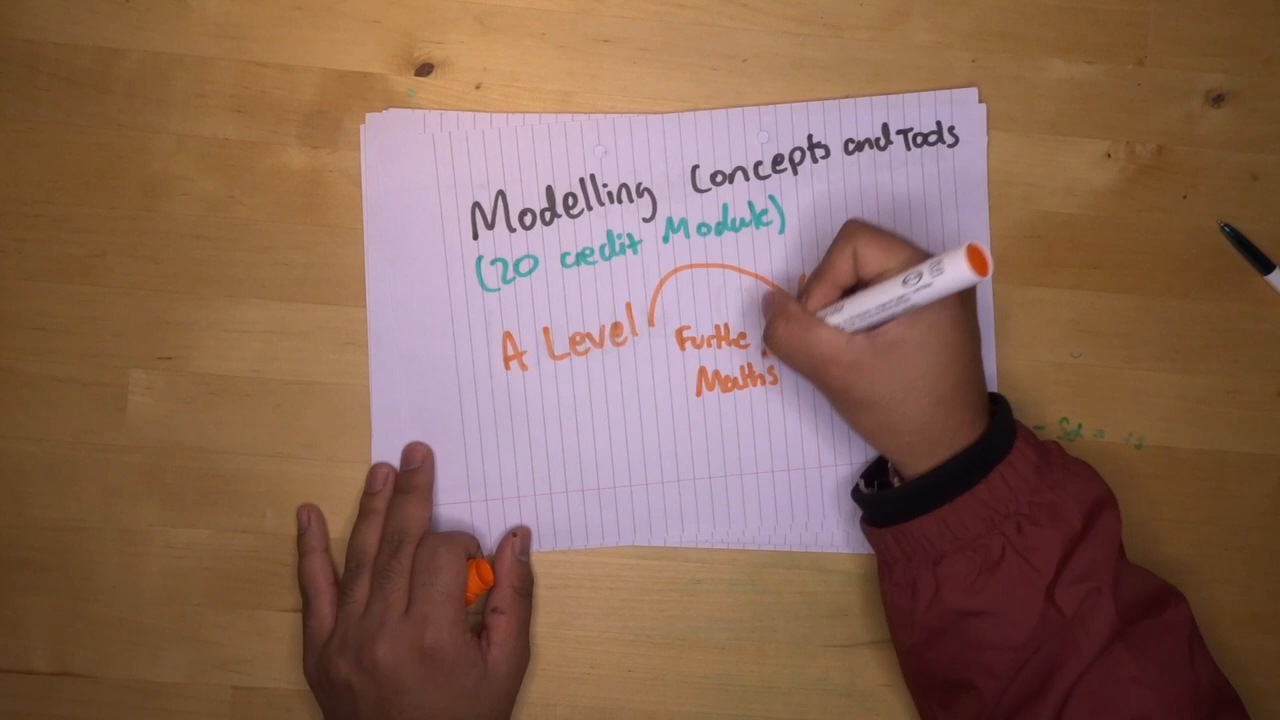 Modelling Concepts and Tools
(20 credit Module)
A Level
Furthe
Maths